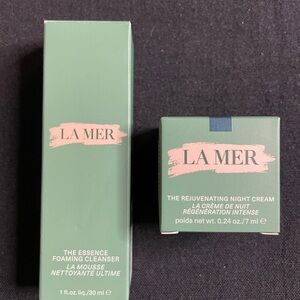 LA MER
THE ESSENCE
FOAMING CLEANSER
LA MOUSSE
NETTOYANTE ULTIME
1 fl.oz.liq./30 ml ℮
LA MER
THE REJUVENATING NIGHT CREAM
LA CRÈME DE NUIT
RÉGÉNÉRATION INTENSE
poids net wt. 0.24 oz./7 ml ℮